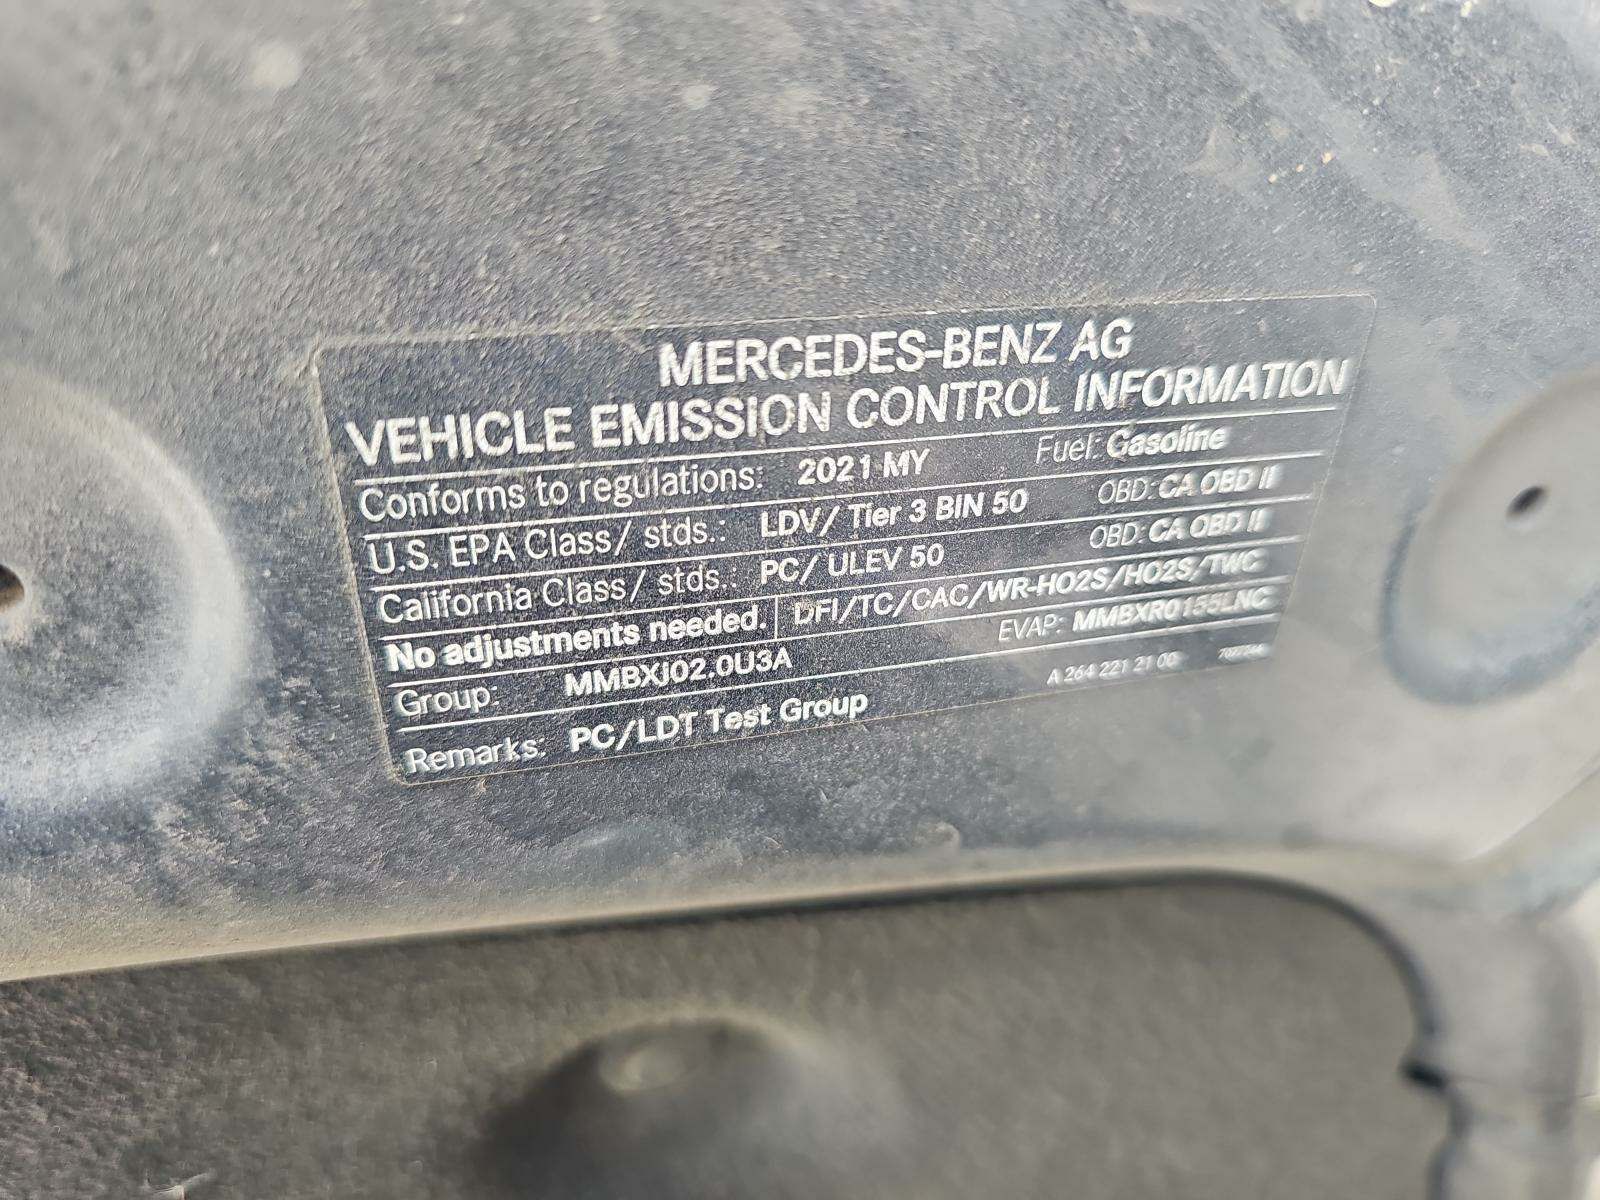 MERCEDES-BENZ AG
VEHICLE EMISSION CONTROL INFORMATION
Conforms to regulations: 2021 MY Fuel: Gasoline
U.S. EPA Class/ stds.: LDV/ Tier 3 BIN 50 OBD: CA OBD II
California Class/ stds.: PC/ ULEV 50 OBD: CA OBD II
No adjustments needed. DFI/TC/CAC/WR-HO2S/HO2S/TWC
Group: MMBXJ02.0U3A EVAP: MMBXR0155LNC
Remarks: PC/LDT Test Group A 264 221 21 00